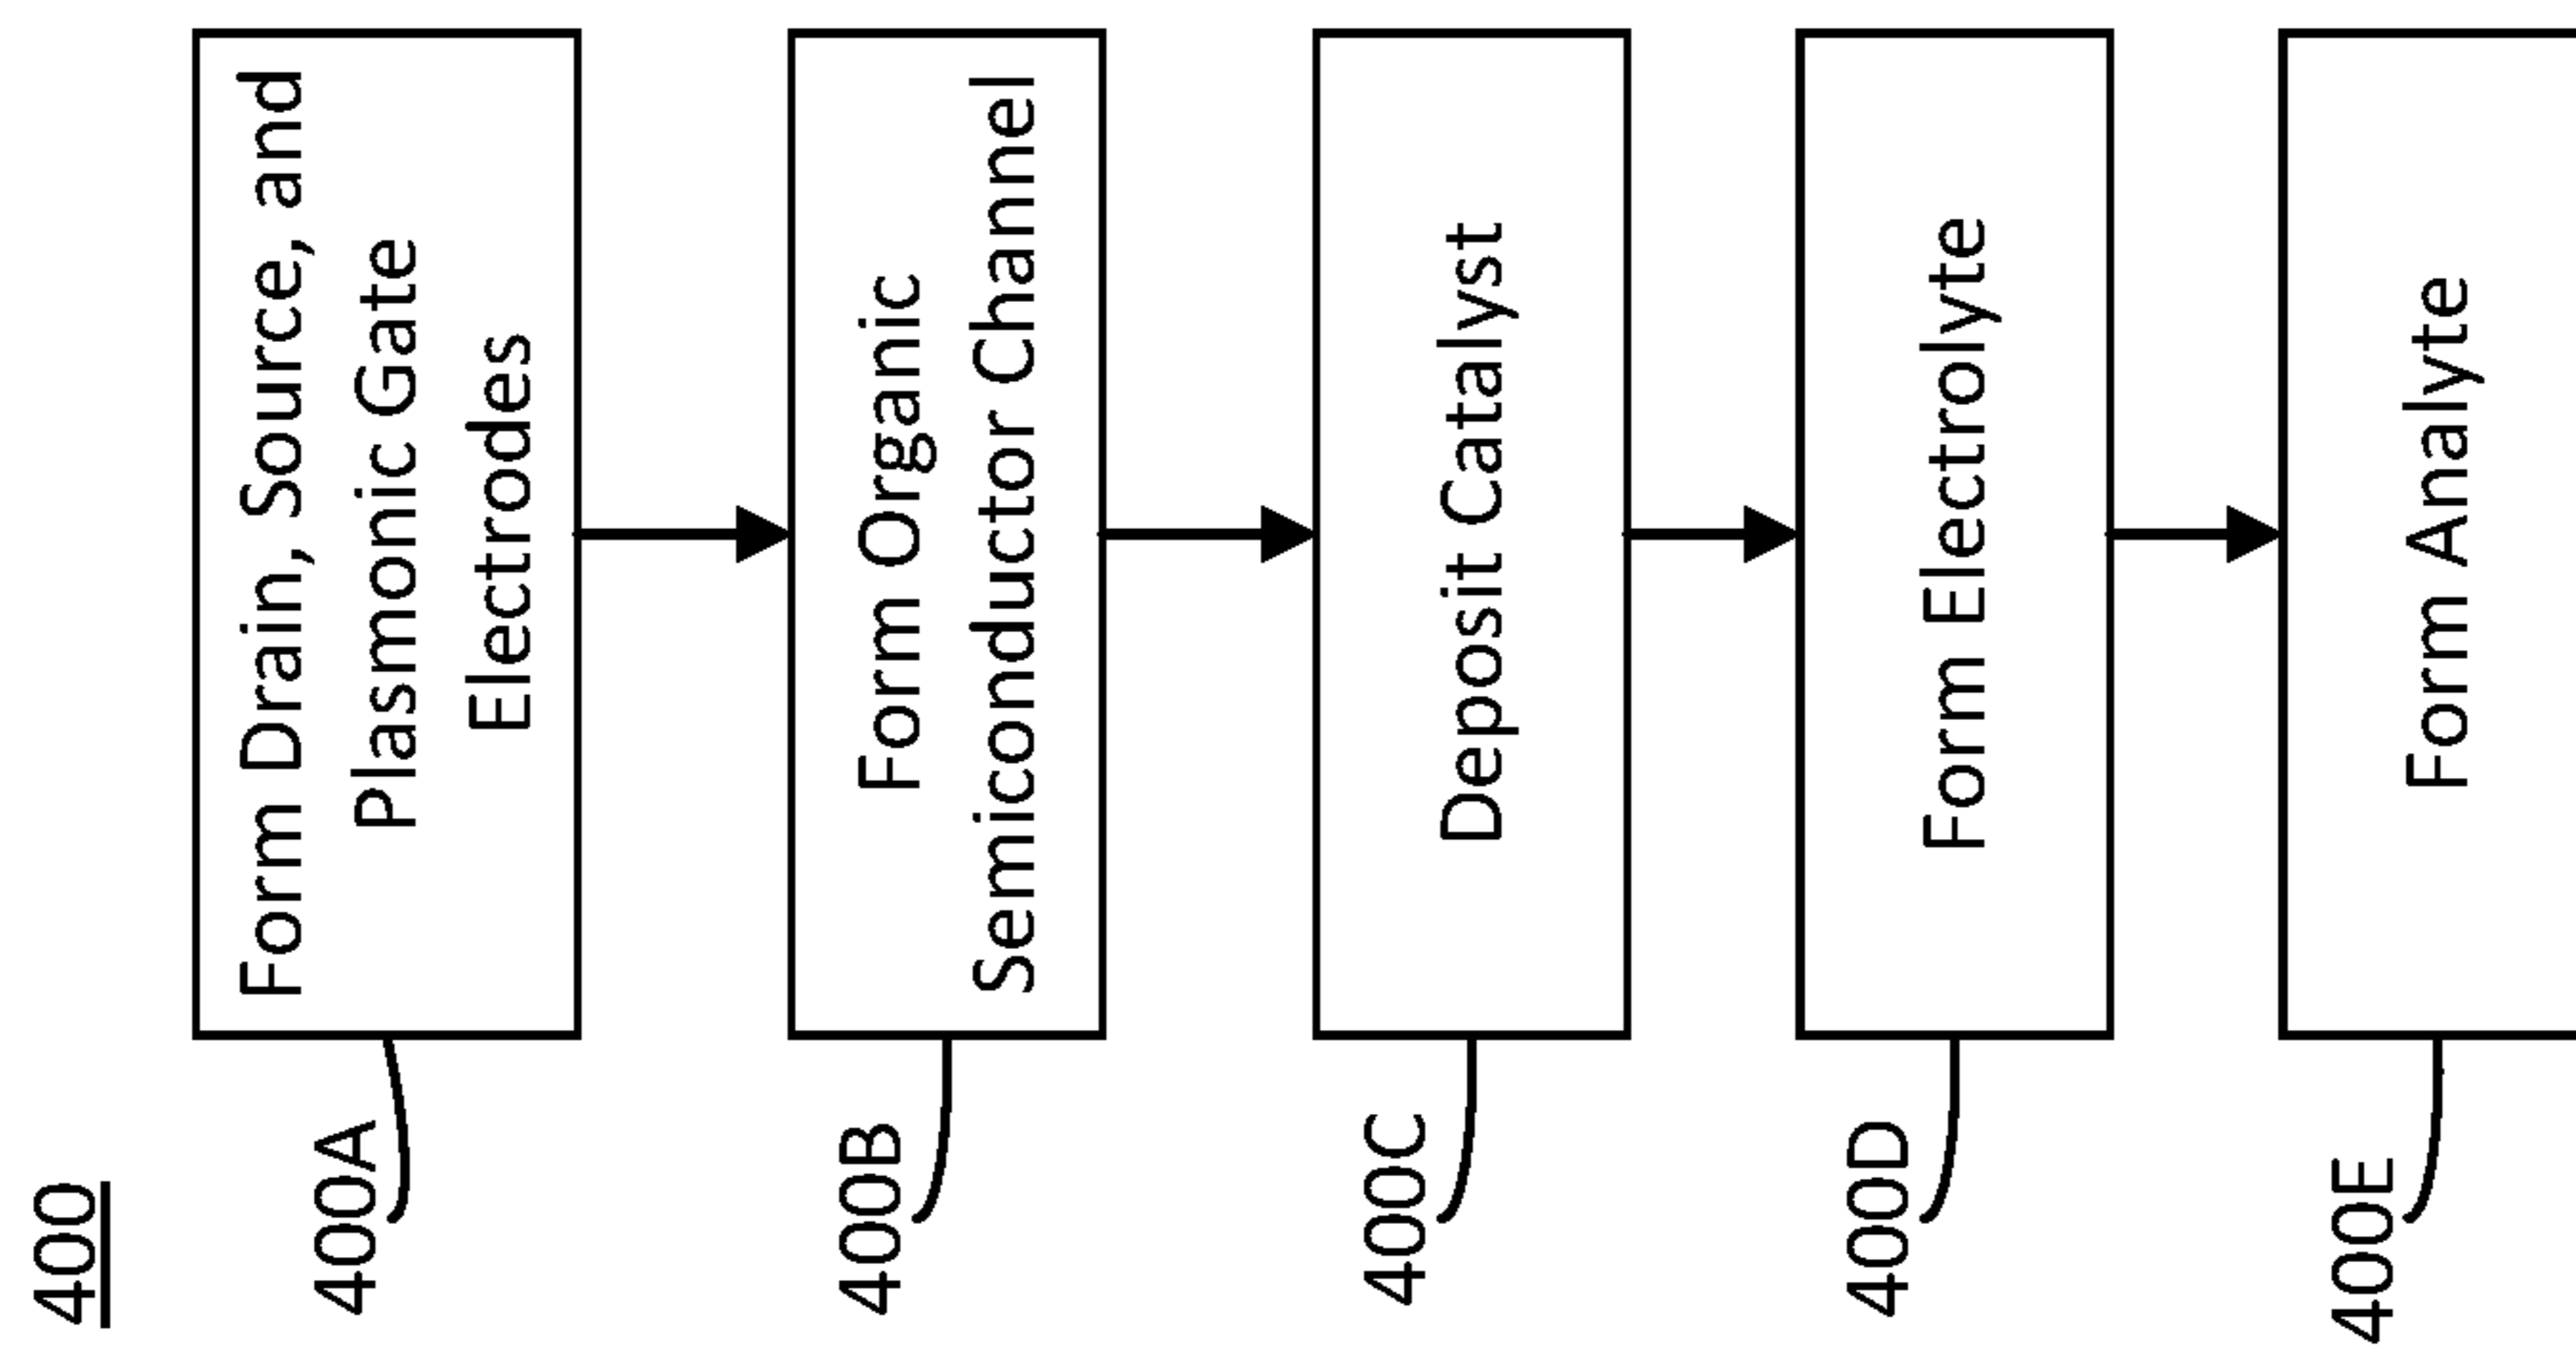 400
400A
Form Drain, Source, and
Plasmonic Gate
Electrodes
400B
Form Organic
Semiconductor Channel
400C
Deposit Catalyst
400D
Form Electrolyte
400E
Form Analyte